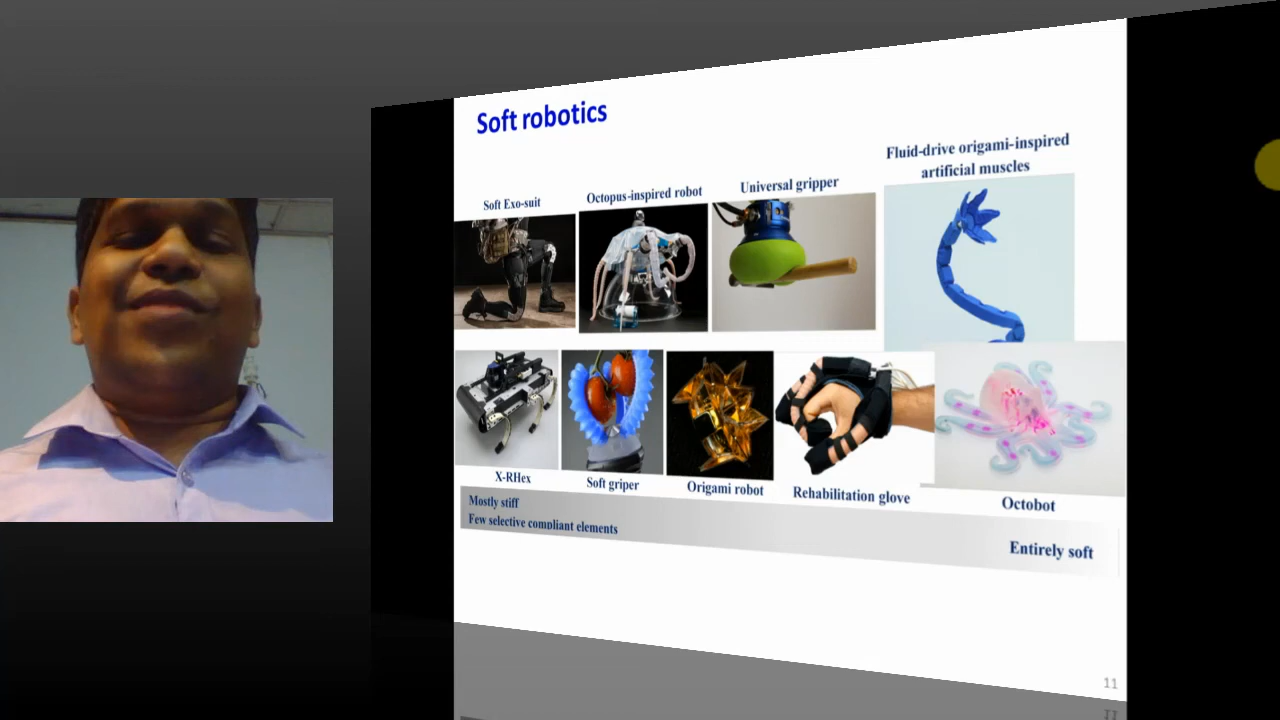 Soft robotics
Fluid-drive origami-inspired
artificial muscles
Soft Exo-suit
Octopus-inspired robot
Universal gripper
X-RHex
Soft griper
Origami robot
Rehabilitation glove
Octobot
Mostly stiff
Few selective compliant elements
Entirely soft
11